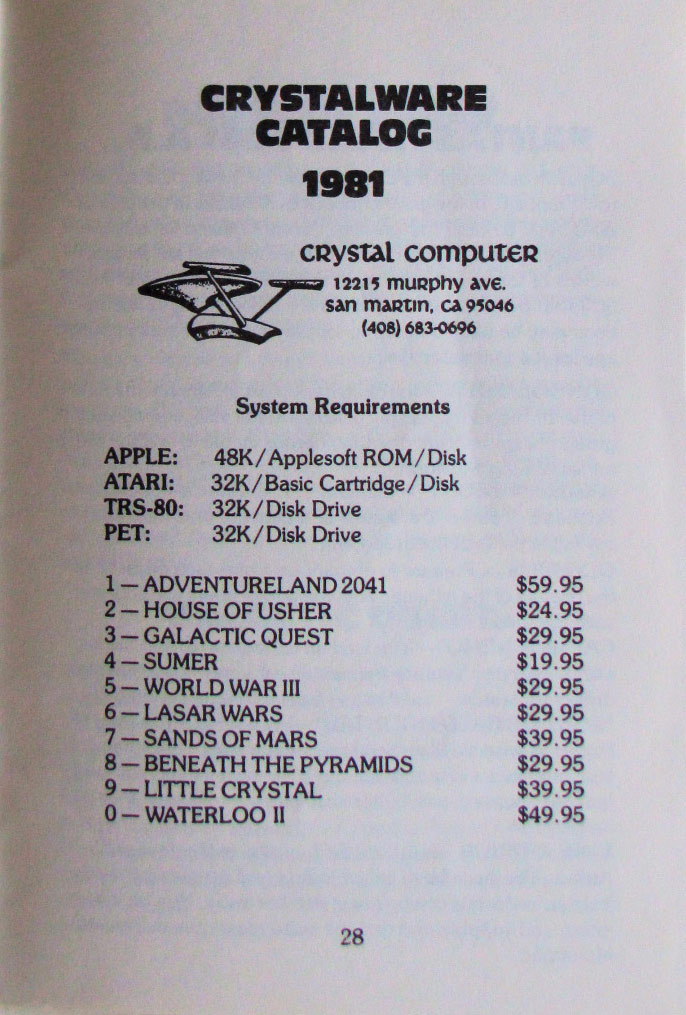 CRYSTALWARE
CATALOG
1981
crystal computer
12215 murphy ave.
san martin, ca 95046
(408) 683-0696
System Requirements
APPLE: 48K/Applesoft ROM/Disk
ATARI: 32K/Basic Cartridge/Disk
TRS-80: 32K/Disk Drive
PET: 32K/Disk Drive
1 — ADVENTURELAND 2041 $59.95
2 — HOUSE OF USHER $24.95
3 — GALACTIC QUEST $29.95
4 — SUMER $19.95
5 — WORLD WAR III $29.95
6 — LASAR WARS $29.95
7 — SANDS OF MARS $39.95
8 — BENEATH THE PYRAMIDS $29.95
9 — LITTLE CRYSTAL $39.95
0 — WATERLOO II $49.95
28